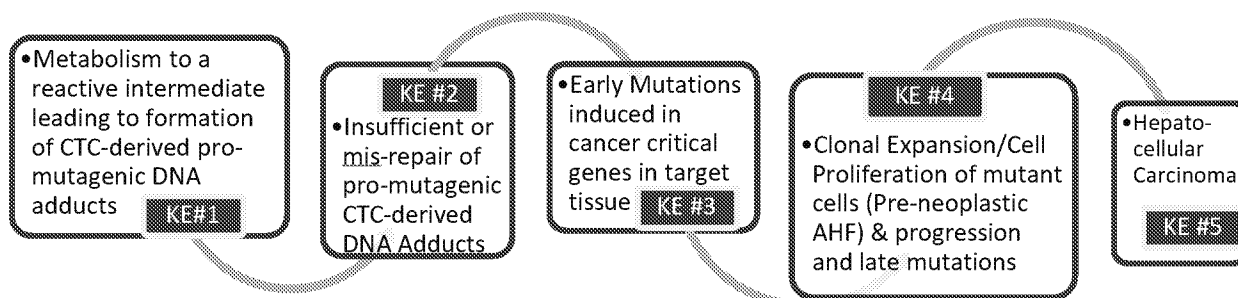 •Metabolism to a
reactive intermediate
leading to formation
of CTC-derived pro-
mutagenic DNA
adducts
KE#1
KE #2
•Insufficient or
mis-repair of
pro-mutagenic
CTC-derived
DNA Adducts
•Early Mutations
induced in
cancer critical
genes in target
tissue
KE #3
KE #4
•Clonal Expansion/Cell
Proliferation of mutant
cells (Pre-neoplastic
AHF) & progression
and late mutations
•Hepato-
cellular
Carcinoma
KE #5